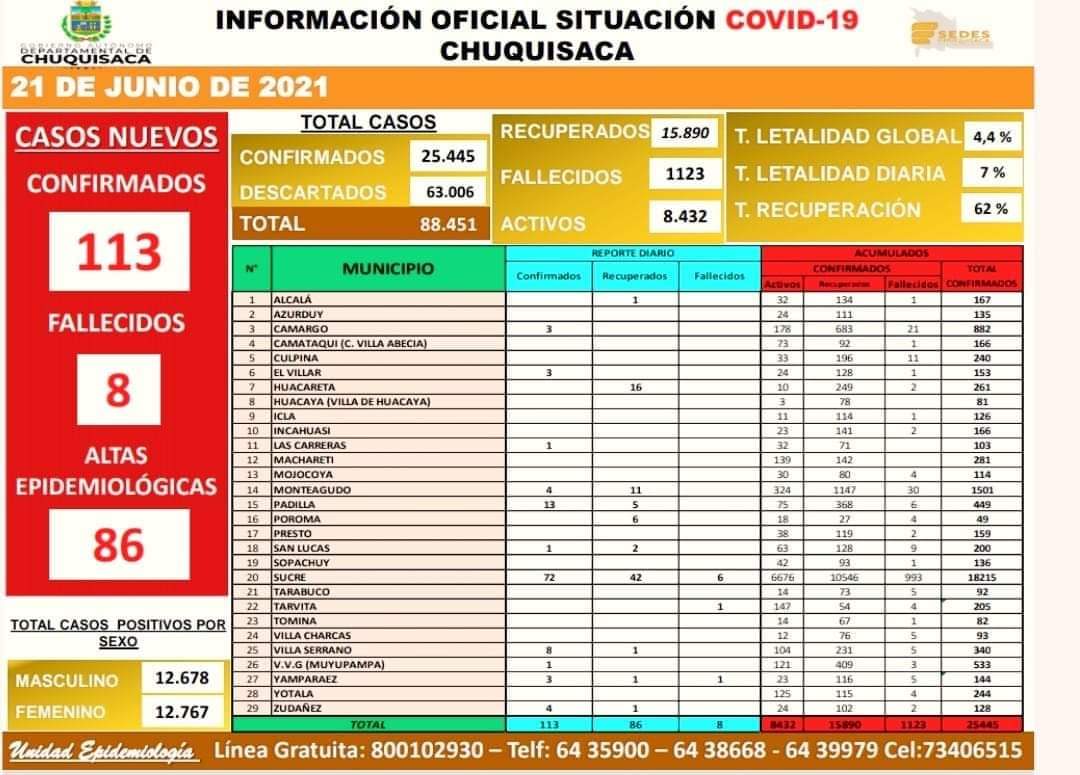 GOBIERNO AUTÓNOMO
DEPARTAMENTAL DE
CHUQUISACA
INFORMACIÓN OFICIAL SITUACIÓN COVID-19
CHUQUISACA
SEDES
21 DE JUNIO DE 2021
CASOS NUEVOS
CONFIRMADOS
113
FALLECIDOS
8
ALTAS
EPIDEMIOLÓGICAS
86
TOTAL CASOS POSITIVOS POR
SEXO
MASCULINO 12.678
FEMENINO 12.767
TOTAL CASOS
CONFIRMADOS 25.445
DESCARTADOS 63.006
TOTAL 88.451
RECUPERADOS 15.890
FALLECIDOS 1123
ACTIVOS 8.432
T. LETALIDAD GLOBAL 4,4 %
T. LETALIDAD DIARIA 7 %
T. RECUPERACIÓN 62 %
N° MUNICIPIO REPORTE DIARIO ACUMULADOS
Confirmados Recuperados Fallecidos CONFIRMADOS TOTAL
Activos Recuperados Fallecidos CONFIRMADOS
1 ALCALÁ 1 32 134 1 167
2 AZURDUY 24 111 135
3 CAMARGO 3 178 683 21 882
4 CAMATAQUI (C. VILLA ABECIA) 73 92 1 166
5 CULPINA 33 196 11 240
6 EL VILLAR 3 24 128 1 153
7 HUACARETA 16 10 249 2 261
8 HUACAYA (VILLA DE HUACAYA) 3 78 81
9 ICLA 11 114 1 126
10 INCAHUASI 23 141 2 166
11 LAS CARRERAS 1 32 71 103
12 MACHARETI 139 142 281
13 MOJOCOYA 30 80 4 114
14 MONTEAGUDO 4 11 324 1147 30 1501
15 PADILLA 13 5 75 368 6 449
16 POROMA 6 18 27 4 49
17 PRESTO 38 119 2 159
18 SAN LUCAS 1 2 63 128 9 200
19 SOPACHUY 42 93 1 136
20 SUCRE 72 42 6 6676 10546 993 18215
21 TARABUCO 14 73 5 92
22 TARVITA 1 147 54 4 205
23 TOMINA 14 67 1 82
24 VILLA CHARCAS 12 76 5 93
25 VILLA SERRANO 8 1 104 231 5 340
26 V.V.G (MUYUPAMPA) 1 121 409 3 533
27 YAMPARAEZ 3 1 1 23 116 5 144
28 YOTALA 125 115 4 244
29 ZUDAÑEZ 4 1 24 102 2 128
TOTAL 113 86 8 8432 15890 1123 25445
Unidad Epidemiología Línea Gratuita: 800102930 – Telf: 64 35900 – 64 38668 - 64 39979 Cel:73406515